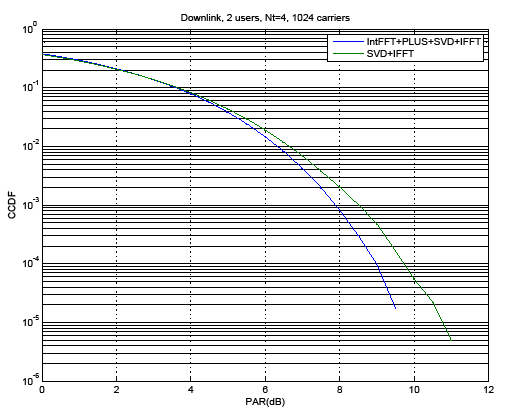 Downlink, 2 users, Nt=4, 1024 carriers
IntFFT+PLUS+SVD+IFFT
SVD+IFFT
10^0
10^-1
10^-2
10^-3
10^-4
10^-5
10^-6
CCDF
0 2 4 6 8 10 12
PAR(dB)